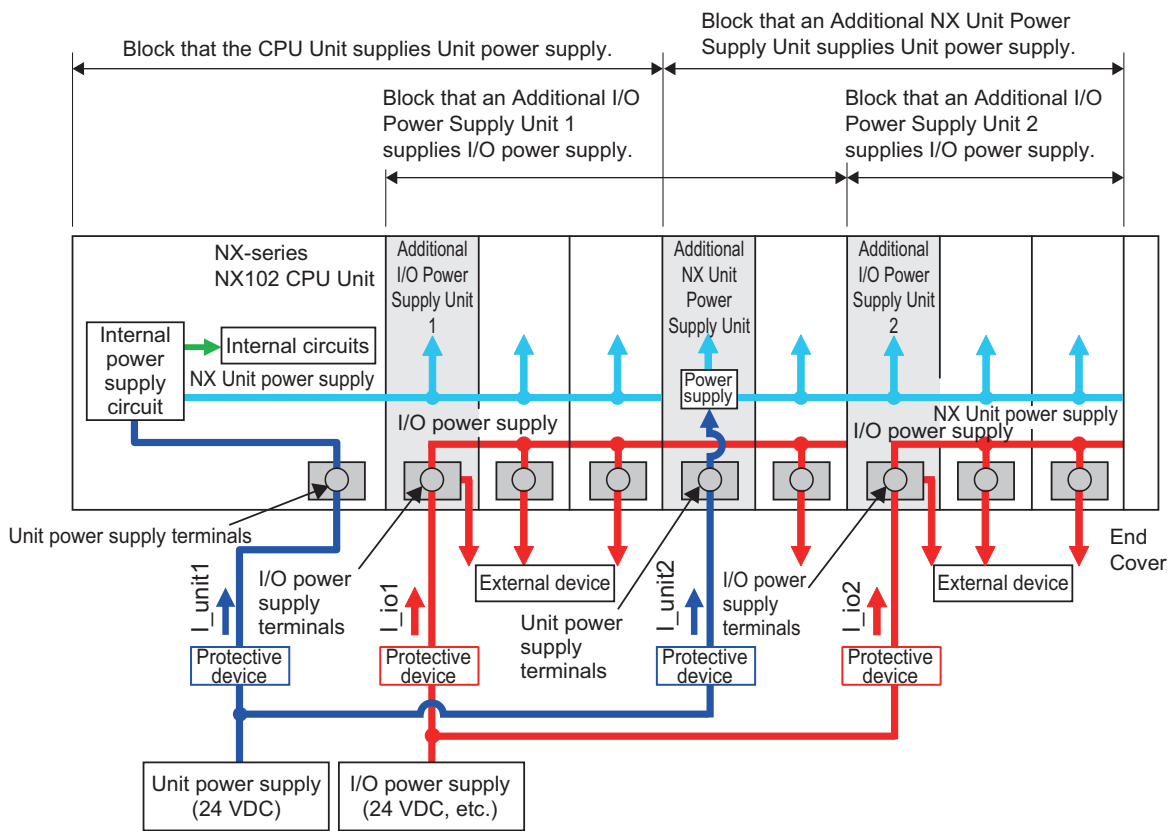 Block that the CPU Unit supplies Unit power supply.
Block that an Additional NX Unit Power
Supply Unit supplies Unit power supply.
Block that an Additional I/O
Power Supply Unit 1
supplies I/O power supply.
Block that an Additional I/O
Power Supply Unit 2
supplies I/O power supply.
NX-series
NX102 CPU Unit
Additional
I/O Power
Supply Unit
1
Additional
NX Unit
Power
Supply Unit
Additional
I/O Power
Supply Unit
2
Internal
power
supply
circuit
Internal circuits
NX Unit power supply
Power
supply
NX Unit power supply
I/O power supply
I/O power supply
Unit power supply terminals
I/O power
supply
terminals
External device
Unit power
supply
terminals
I/O power
supply
terminals
External device
End
Cover
I_unit1
I_io1
I_unit2
I_io2
Protective
device
Protective
device
Protective
device
Protective
device
Unit power supply
(24 VDC)
I/O power supply
(24 VDC, etc.)